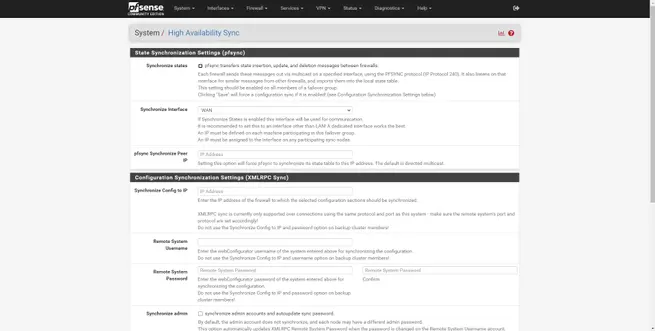 pfsense
COMMUNITY EDITION
System Interfaces Firewall Services VPN Status Diagnostics Help
System / High Availability Sync
State Synchronization Settings (pfsync)
Synchronize states pfsync transfers state insertion, update, and deletion messages between firewalls.
Each firewall sends these messages out via multicast on a specified interface, using the PFSYNC protocol (IP Protocol 240). It also listens on that
interface for similar messages from other firewalls, and imports them into the local state table.
This setting should be enabled on all members of a failover group.
Clicking "Save" will force a configuration sync if it is enabled! (see Configuration Synchronization Settings below)
Synchronize Interface WAN
If Synchronize States is enabled this interface will be used for communication.
It is recommended to set this to an interface other than LAN! A dedicated interface works the best.
An IP must be defined on each machine participating in this failover group.
An IP must be assigned to the interface on any participating sync nodes.
pfsync Synchronize Peer IP Address
IP
Setting this option will force pfsync to synchronize its state table to this IP address. The default is directed multicast.
Configuration Synchronization Settings (XMLRPC Sync)
Synchronize Config to IP IP Address
Enter the IP address of the firewall to which the selected configuration sections should be synchronized.
XMLRPC sync is currently only supported over connections using the same protocol and port as this system - make sure the remote system's port and
protocol are set accordingly!
Do not use the Synchronize Config to IP and password option on backup cluster members!
Remote System
Username
Enter the webConfigurator username of the system entered above for synchronizing the configuration.
Do not use the Synchronize Config to IP and username option on backup cluster members!
Remote System Remote System Password Remote System Password
Password
Enter the webConfigurator password of the system entered above for Confirm
synchronizing the configuration.
Do not use the Synchronize Config to IP and password option on backup
cluster members!
Synchronize admin synchronize admin accounts and autoupdate sync password.
By default, the admin account does not synchronize, and each node may have a different admin password.
This option automatically updates XMLRPC Remote System Password when the password is changed on the Remote System Username account.